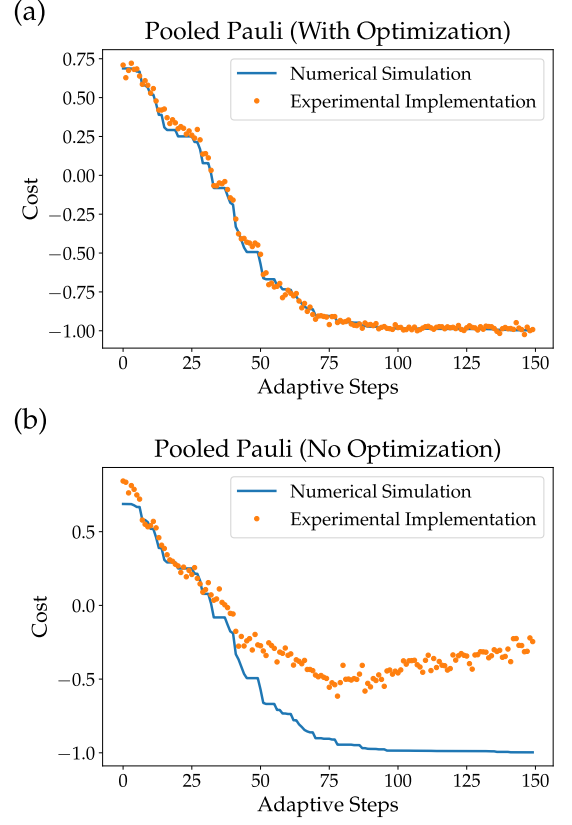 (a)
Pooled Pauli (With Optimization)
Numerical Simulation
Experimental Implementation
0.75
0.50
0.25
0.00
−0.25
−0.50
−0.75
−1.00
Cost
0 25 50 75 100 125 150
Adaptive Steps
(b)
Pooled Pauli (No Optimization)
Numerical Simulation
Experimental Implementation
0.5
0.0
−0.5
−1.0
Cost
0 25 50 75 100 125 150
Adaptive Steps